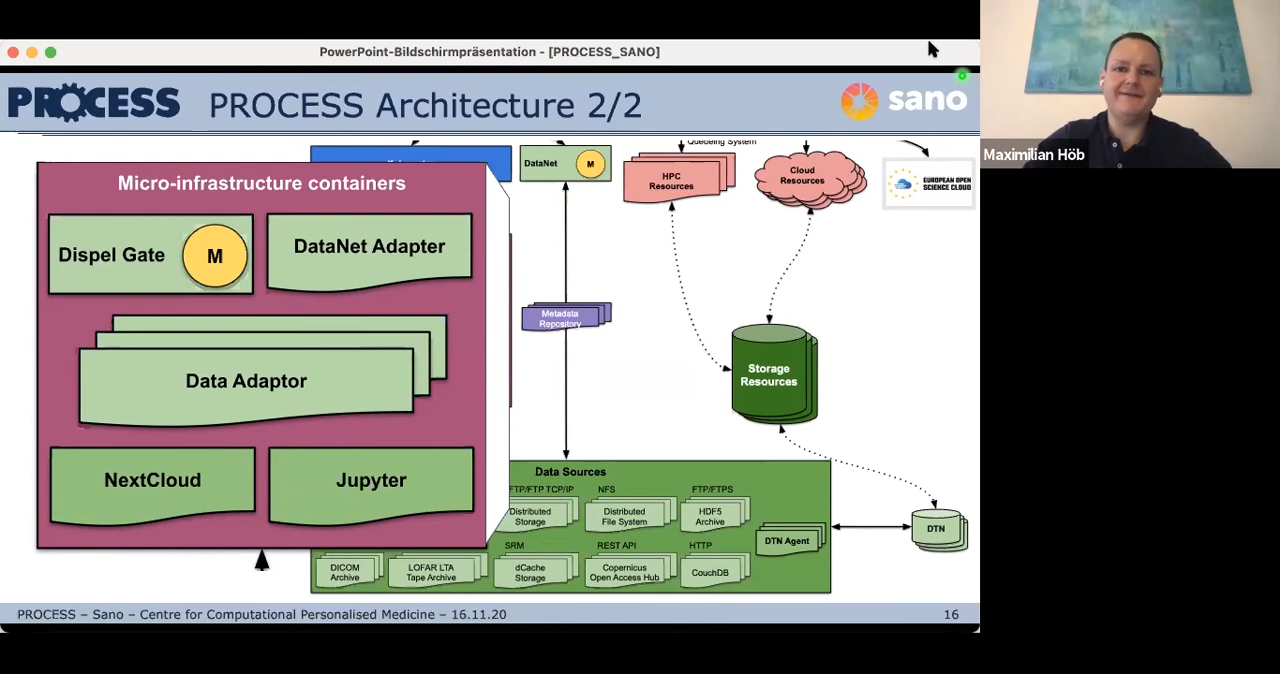 PowerPoint-Bildschirmpräsentation - [PROCESS_SANO]
PROCESS
PROCESS Architecture 2/2
sano
Maximilian Höb
Queueing System
DataNet
M
HPC
Resources
Cloud
Resources
EUROPEAN OPEN
SCIENCE CLOUD
Micro-infrastructure containers
Dispel Gate
M
DataNet Adapter
Data Adaptor
NextCloud
Jupyter
Metadata
Repository
Storage
Resources
Data Sources
FTP/FTP TCP/IP
NFS
FTP/FTPS
Distributed
Storage
Distributed
File System
HDF5
Archive
DTN Agent
DTN
SRM
REST API
HTTP
DICOM
Archive
LOFAR LTA
Tape Archive
dCache
Storage
Copernicus
Open Access Hub
CouchDB
PROCESS – Sano – Centre for Computational Personalised Medicine – 16.11.20
16